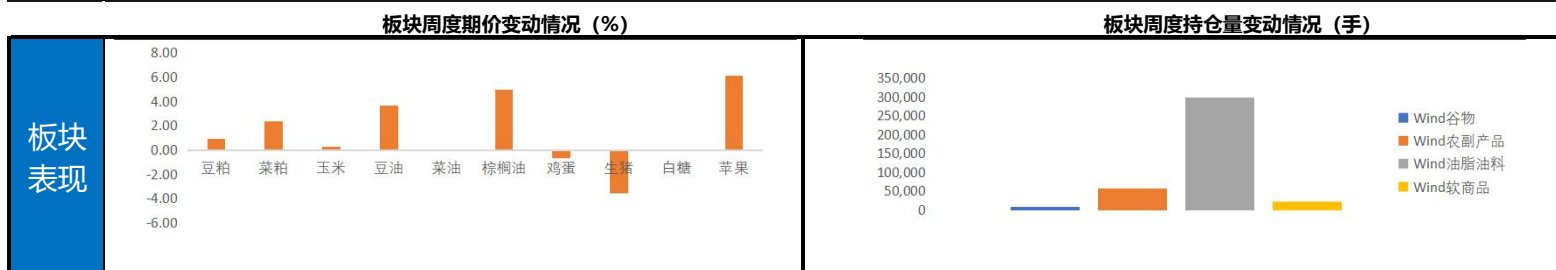 板块周度期价变动情况（%）
板块周度持仓量变动情况（手）
板块
表现
8.00
6.00
4.00
2.00
0.00
-2.00
-4.00
-6.00
豆粕 菜粕 玉米 豆油 菜油 棕榈油 鸡蛋 生猪 白糖 苹果
350,000
300,000
250,000
200,000
150,000
100,000
50,000
0
Wind谷物
Wind农副产品
Wind油脂油料
Wind软商品